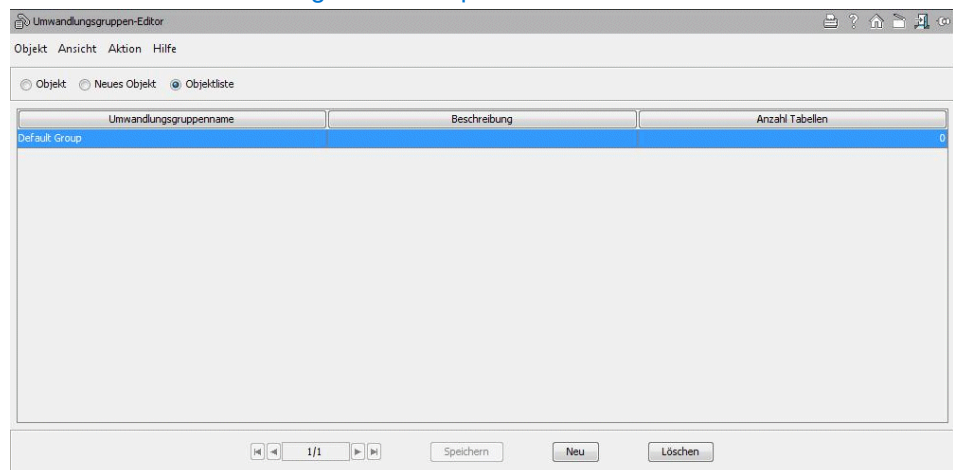 Umwandlungsgruppen-Editor
Objekt Ansicht Aktion Hilfe
Objekt Neues Objekt Objektliste
Umwandlungsgruppenname Beschreibung Anzahl Tabellen
Default Group 0
1/1 Speichern Neu Löschen